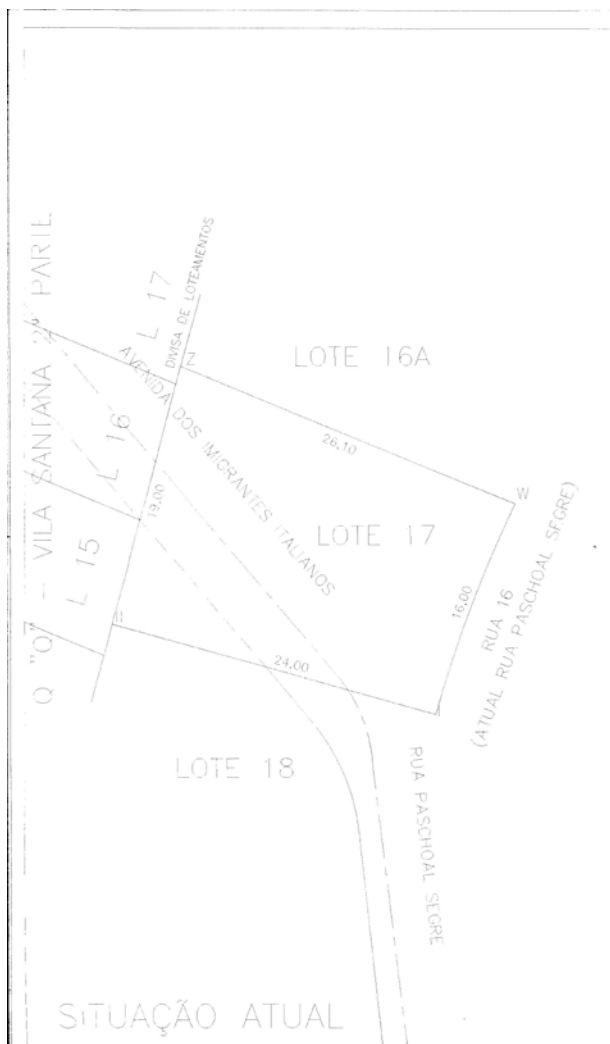 Q "Q" - VILA SANTANA 2ª PARTE
L 17
DIVISA DE LOTEAMENTOS
Z
LOTE 16A
AVENIDA DOS IMIGRANTES ITALIANOS
26.10
L 16
W
19.00
LOTE 17
L 15
16.00
RUA 16
(ATUAL RUA PASCHOAL SEGRE)
24.00
LOTE 18
RUA PASCHOAL SEGRE
SITUAÇÃO ATUAL